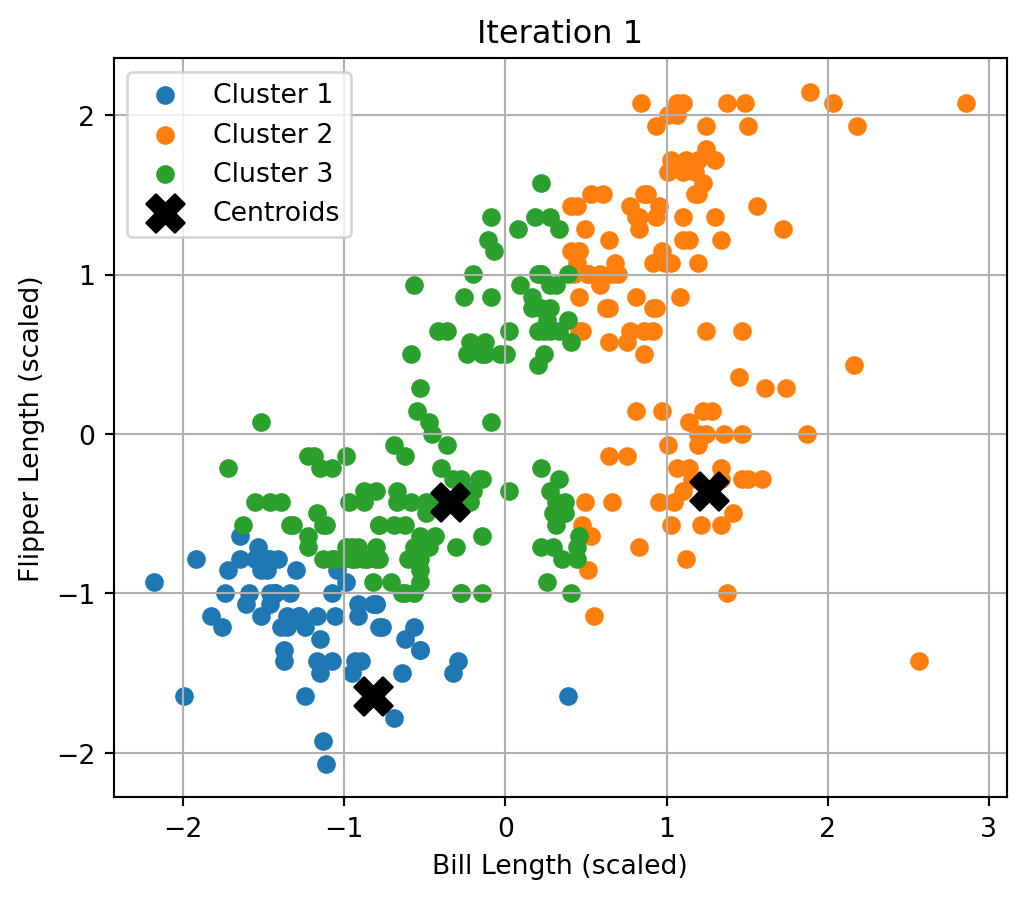 Iteration 1
Cluster 1
Cluster 2
Cluster 3
Centroids
2
1
0
−1
−2
Flipper Length (scaled)
−2 −1 0 1 2 3
Bill Length (scaled)